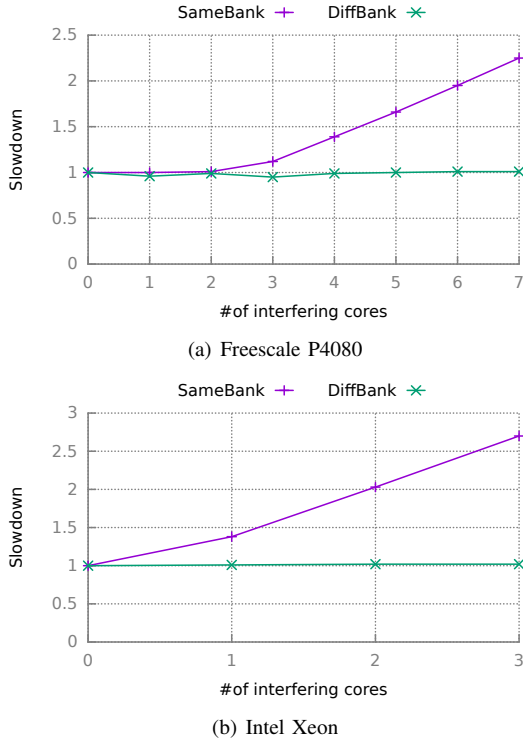 SameBank DiffBank
2.5
2
1.5
1
0.5
0
0 1 2 3 4 5 6 7
Slowdown
#of interfering cores
(a) Freescale P4080
SameBank DiffBank
3
2.5
2
1.5
1
0.5
0
0 1 2 3
Slowdown
#of interfering cores
(b) Intel Xeon